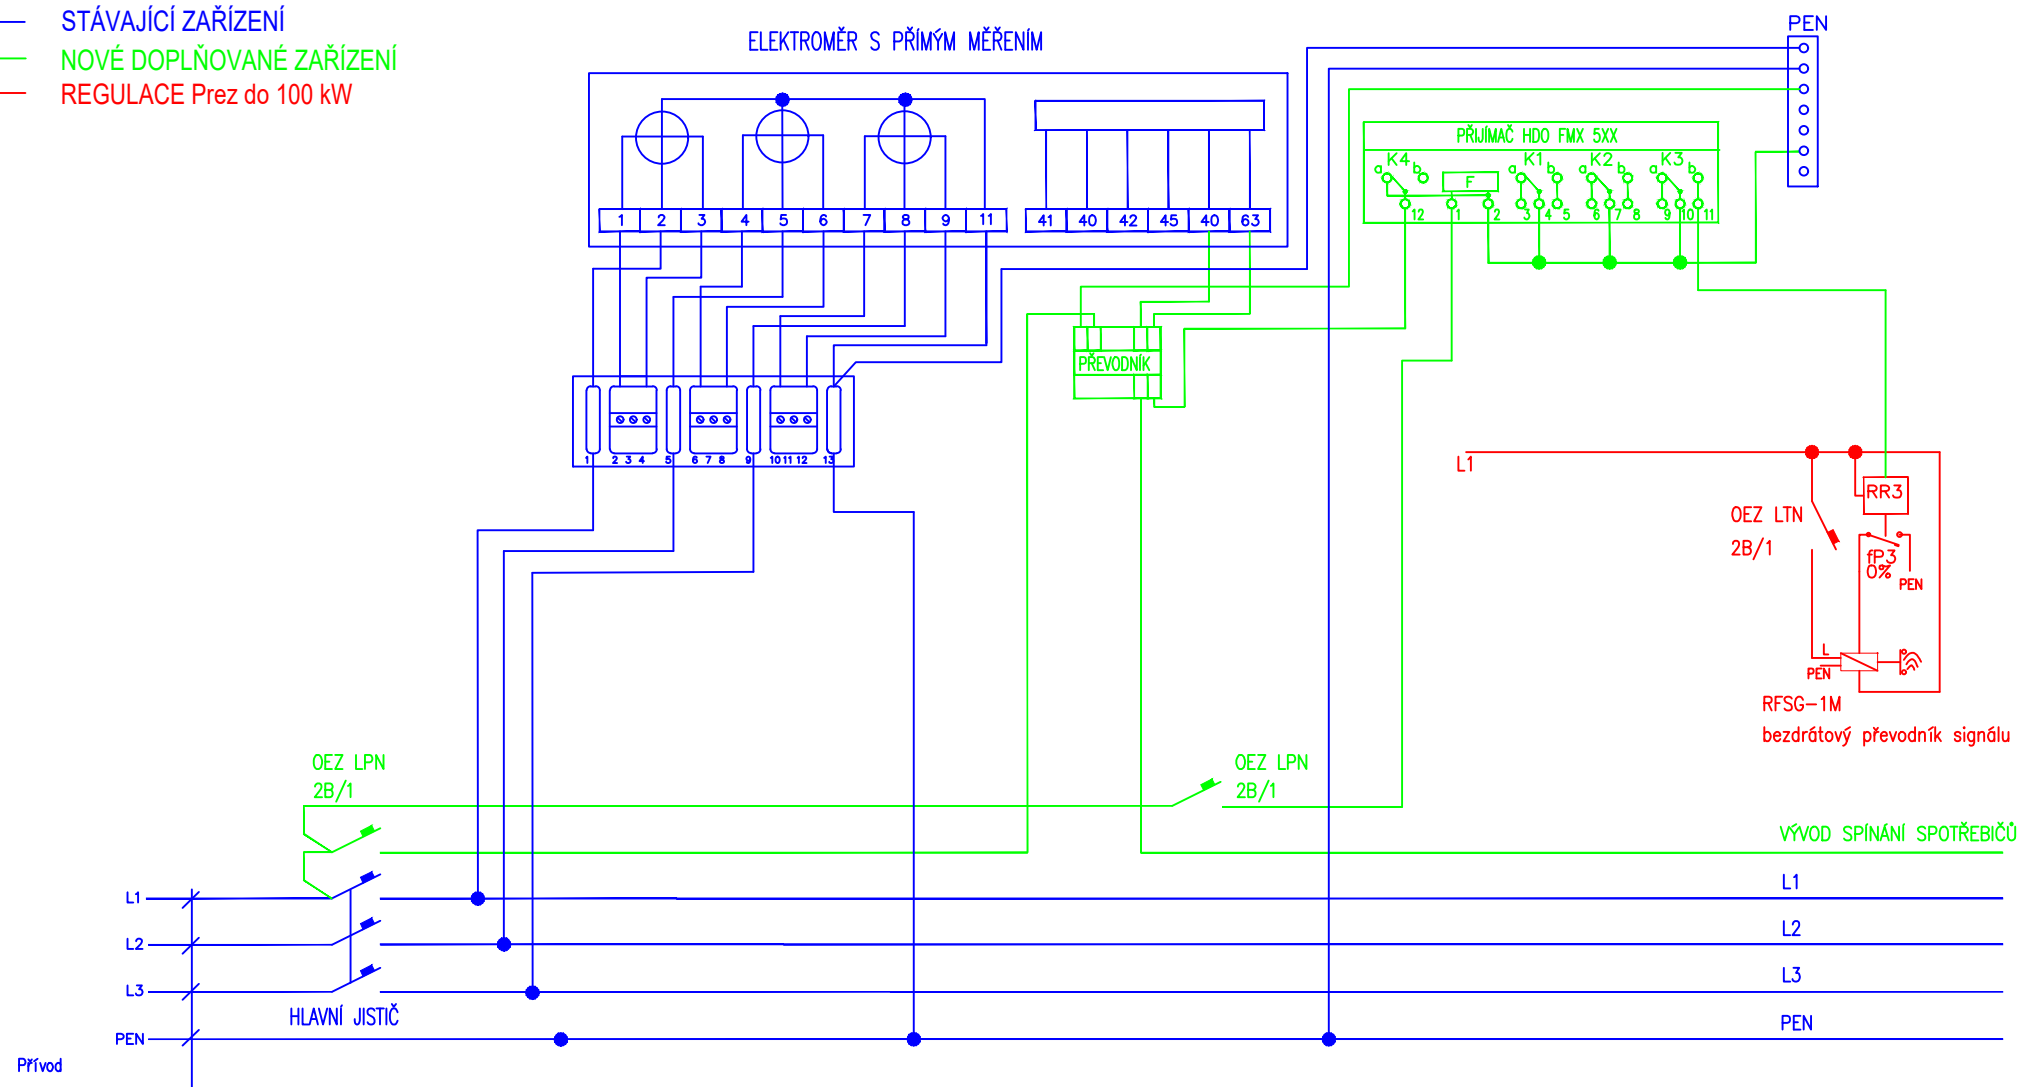 STÁVAJÍCÍ ZAŘÍZENÍ
NOVÉ DOPLŇOVANÉ ZAŘÍZENÍ
REGULACE Prez do 100 kW
ELEKTROMĚR S PŘÍMÝM MĚŘENÍM
PEN
1 2 3 4 5 6 7 8 9 11
41 40 42 45 40 63
PŘIJÍMAČ HDO FMX 5XX
a K4 b F a K1 b a K2 b a K3 b
12 1 2 3 4 5 6 7 8 9 10 11
PŘEVODNÍK
1 2 3 4 5 6 7 8 9 10 11 12 13
L1
RR3
OEZ LTN
2B/1
fP3
0%
PEN
L
PEN
RFSG-1M
bezdrátový převodník signálu
OEZ LPN
2B/1
OEZ LPN
2B/1
VÝVOD SPÍNÁNÍ SPOTŘEBIČŮ
L1 L1
L2 L2
L3 L3
HLAVNÍ JISTIČ
PEN PEN
Přívod